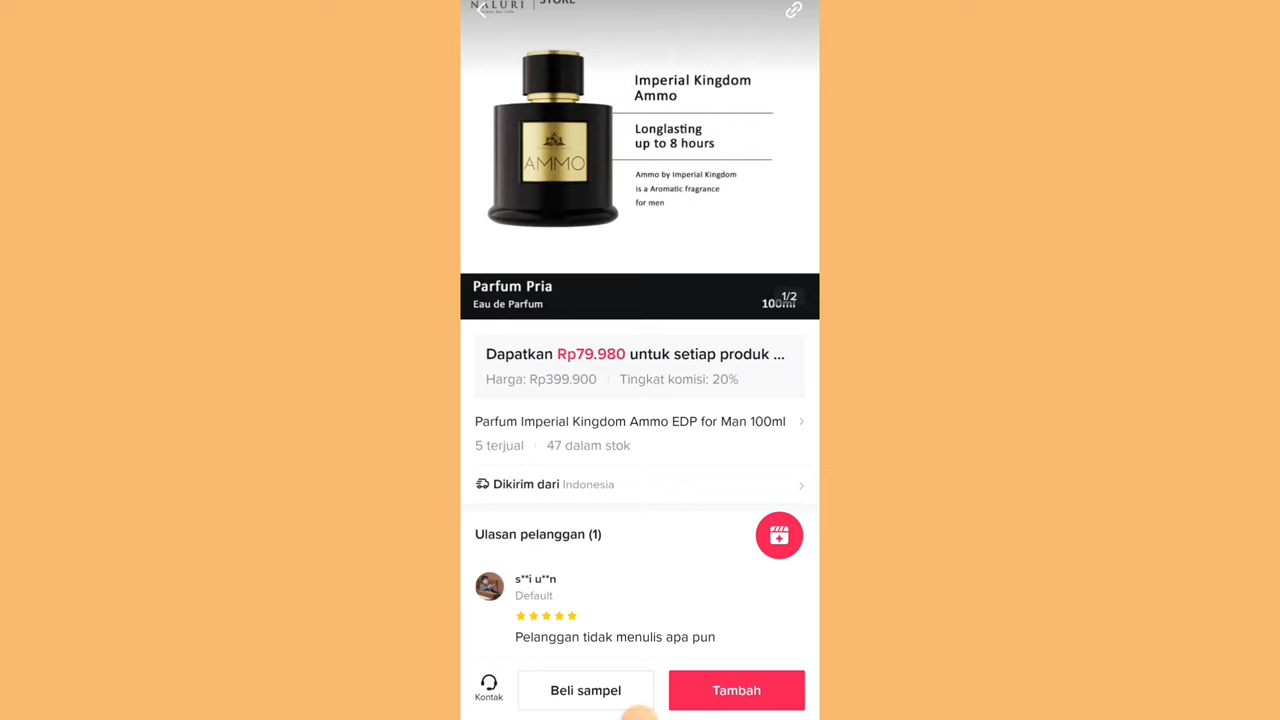 NALURI | STORE
Imperial Kingdom
Ammo
Longlasting
up to 8 hours
AMMO
Ammo by Imperial Kingdom
is a Aromatic fragrance
for men
Parfum Pria
Eau de Parfum
1/2
100ml
Dapatkan Rp79.980 untuk setiap produk ...
Harga: Rp399.900 | Tingkat komisi: 20%
Parfum Imperial Kingdom Ammo EDP for Man 100ml
5 terjual | 47 dalam stok
Dikirim dari Indonesia
Ulasan pelanggan (1)
s**i u**n
Default
Pelanggan tidak menulis apa pun
Kontak
Beli sampel
Tambah